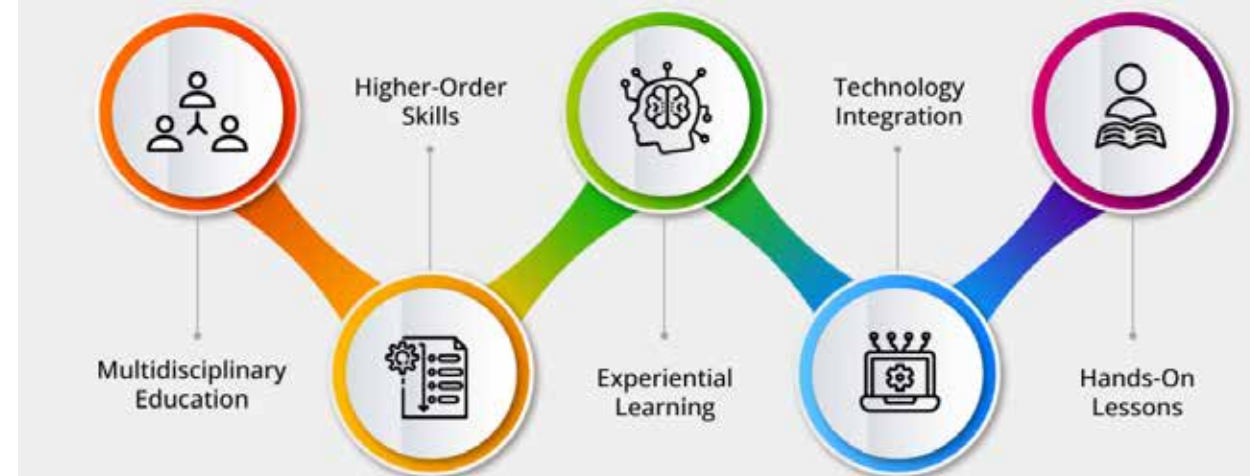 Multidisciplinary
Education
Higher-Order
Skills
Experiential
Learning
Technology
Integration
Hands-On
Lessons